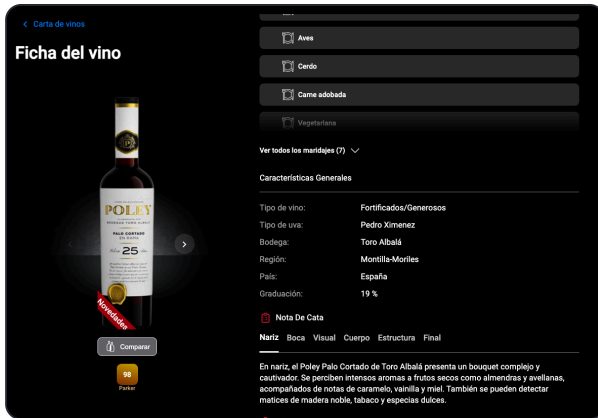 Carta de vinos
Ficha del vino
POLEY
BODEGAS TORO ALBALÁ
PALO CORTADO
EN RAMA
25
Novedades
Comparar
98
Parker
Aves
Cerdo
Carne adobada
Vegetariana
Ver todos los maridajes (7)
Características Generales
Tipo de vino: Fortificados/Generosos
Tipo de uva: Pedro Ximenez
Bodega: Toro Albalá
Región: Montilla-Moriles
País: España
Graduación: 19 %
Nota De Cata
Nariz Boca Visual Cuerpo Estructura Final
En nariz, el Poley Palo Cortado de Toro Albalá presenta un bouquet complejo y
cautivador. Se perciben intensos aromas a frutos secos como almendras y avellanas,
acompañados de notas de caramelo, vainilla y miel. También se pueden detectar
matices de madera noble, tabaco y especias dulces.